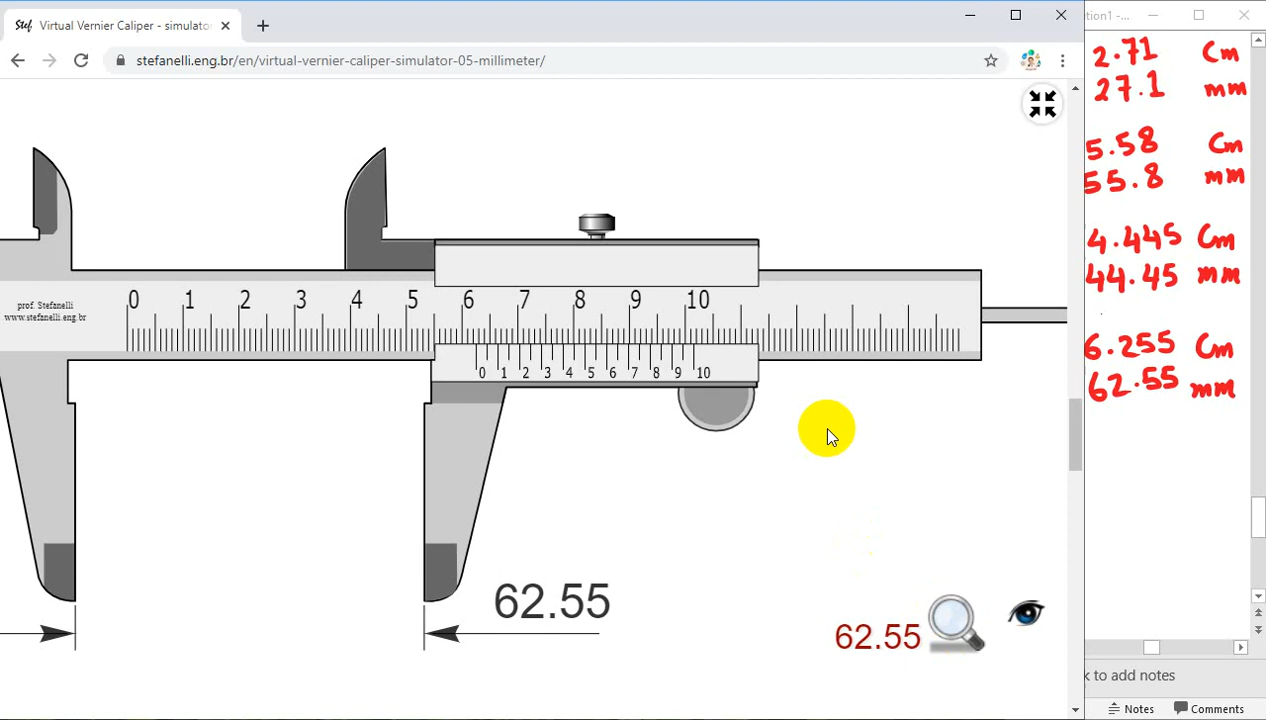 Stef Virtual Vernier Caliper - simulato
stefanelli.eng.br/en/virtual-vernier-caliper-simulator-05-millimeter/
prof. Stefanelli
www.stefanelli.eng.br
0 1 2 3 4 5 6 7 8 9 10
0 1 2 3 4 5 6 7 8 9 10
62.55
62.55
tion1 -...
2.71 Cm
27.1 mm
5.58 Cm
55.8 mm
4.445 Cm
44.45 mm
6.255 Cm
62.55 mm
k to add notes
Notes Comments